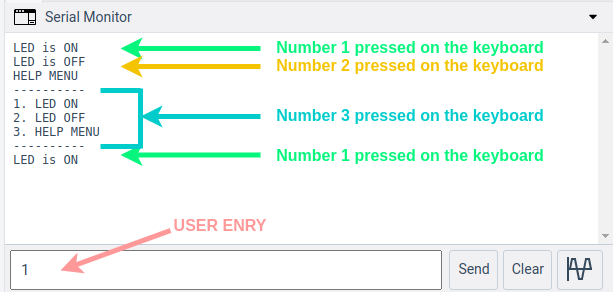 Serial Monitor
LED is ON
Number 1 pressed on the keyboard
LED is OFF
Number 2 pressed on the keyboard
HELP MENU
----------
1. LED ON
2. LED OFF
Number 3 pressed on the keyboard
3. HELP MENU
----------
LED is ON
Number 1 pressed on the keyboard
USER ENRY
1
Send
Clear